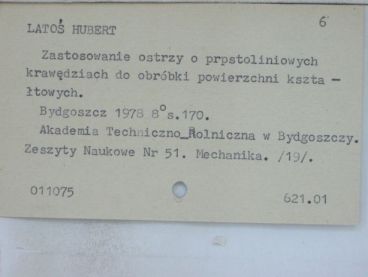 6
LATOŚ HUBERT
Zastosowanie ostrzy o prpstoliniowych
krawędziach do obróbki powierzchni kszta -
łtowych.
Bydgoszcz 1978 8° s.170.
Akademia Techniczno_Rolniczna w Bydgoszczy.
Zeszyty Naukowe Nr 51. Mechanika. /19/.
011075
621.01